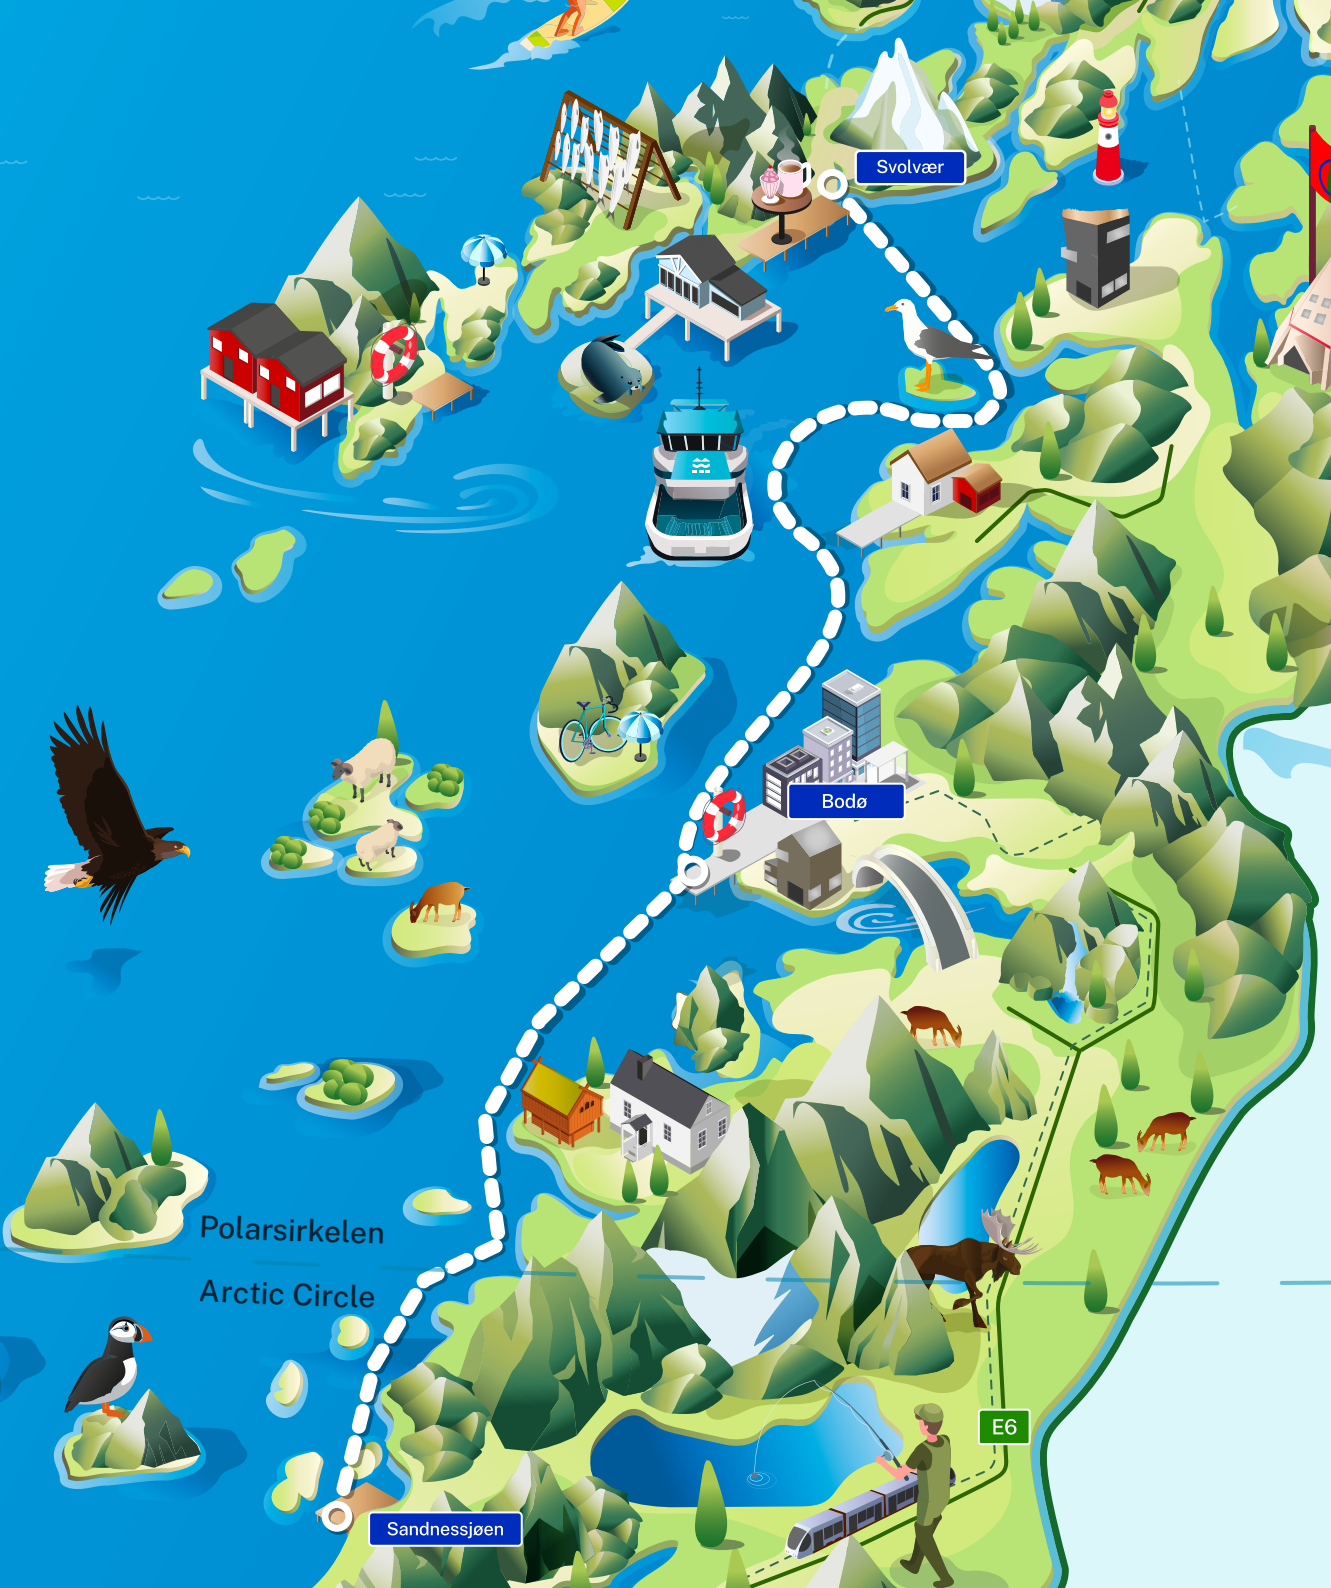 Svolvær
Bodø
Polarsirkelen
Arctic Circle
E6
Sandnessjøen